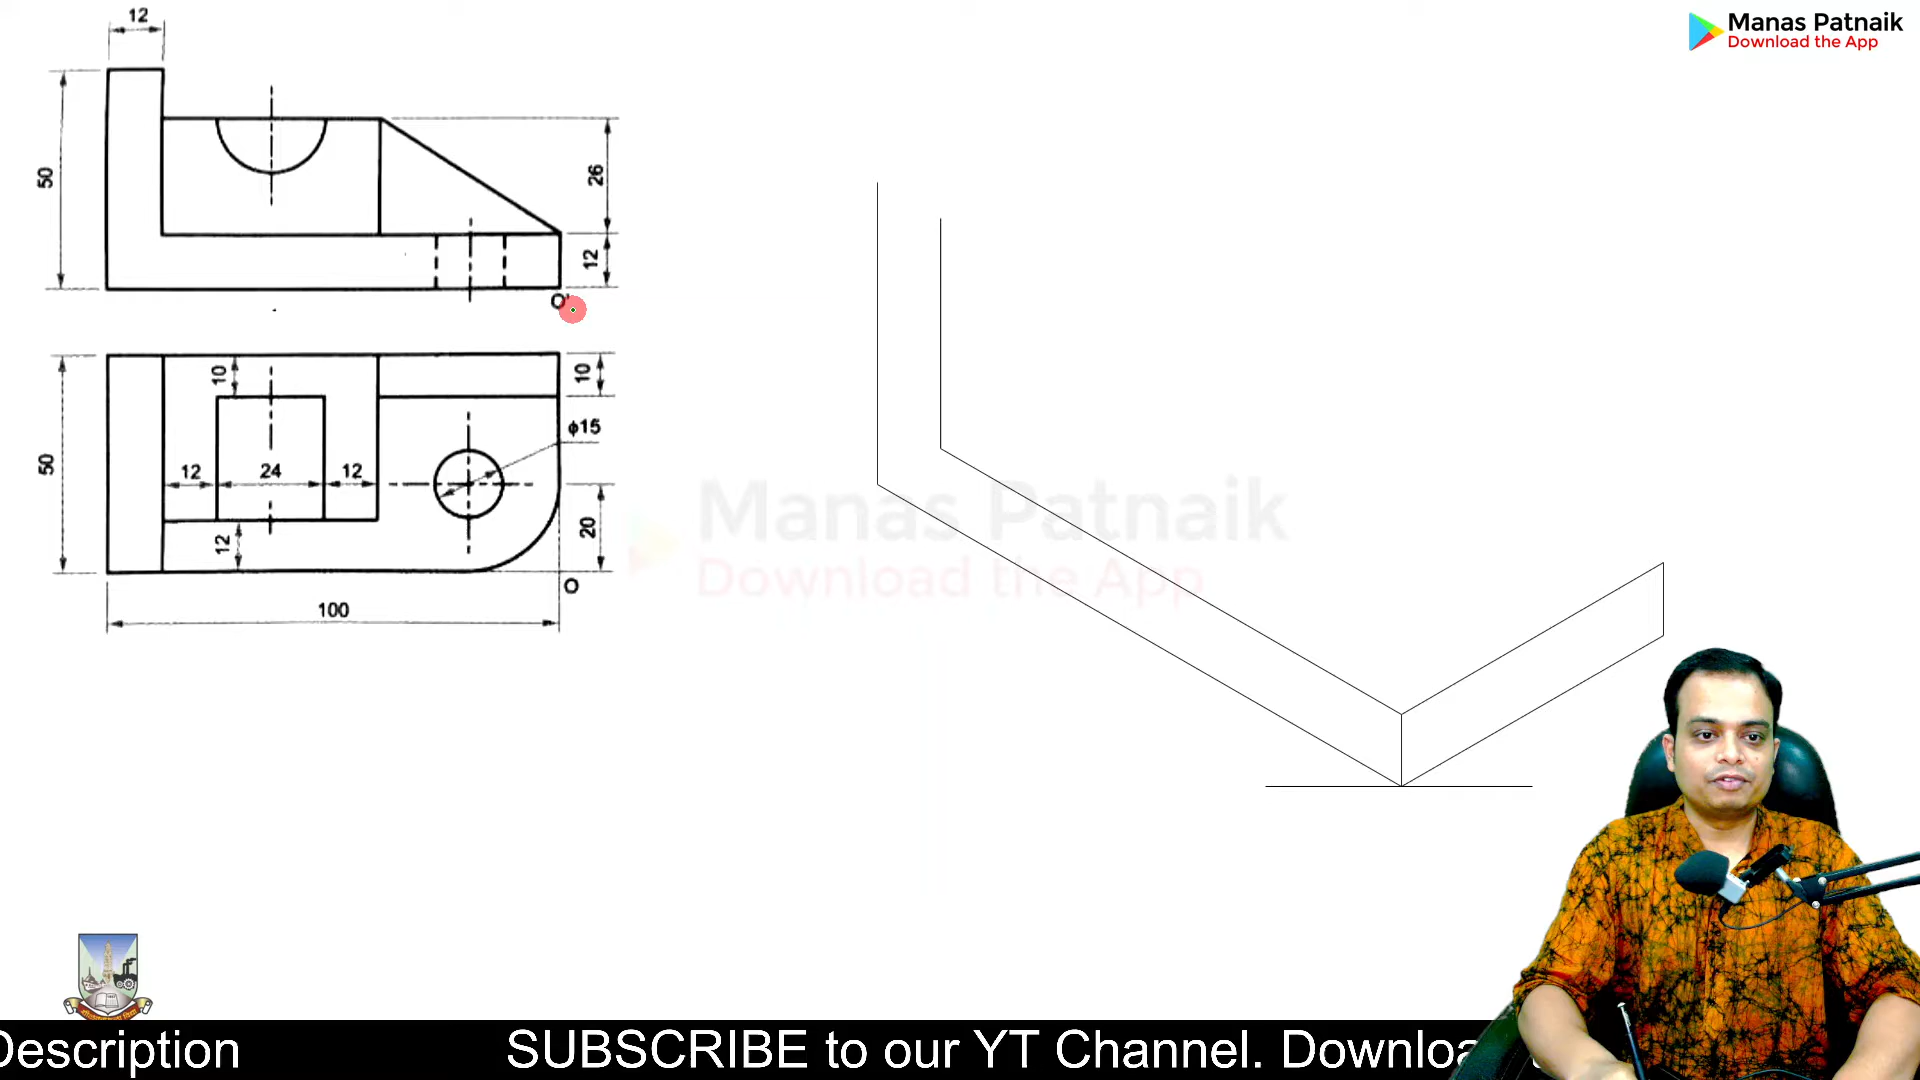 Manas Patnaik
Download the App
12
50
26
12
O'
10
10
ϕ15
50
12
24
12
20
12
O
100
Manas Patnaik
Download the App
Description
SUBSCRIBE to our YT Channel. Downloa